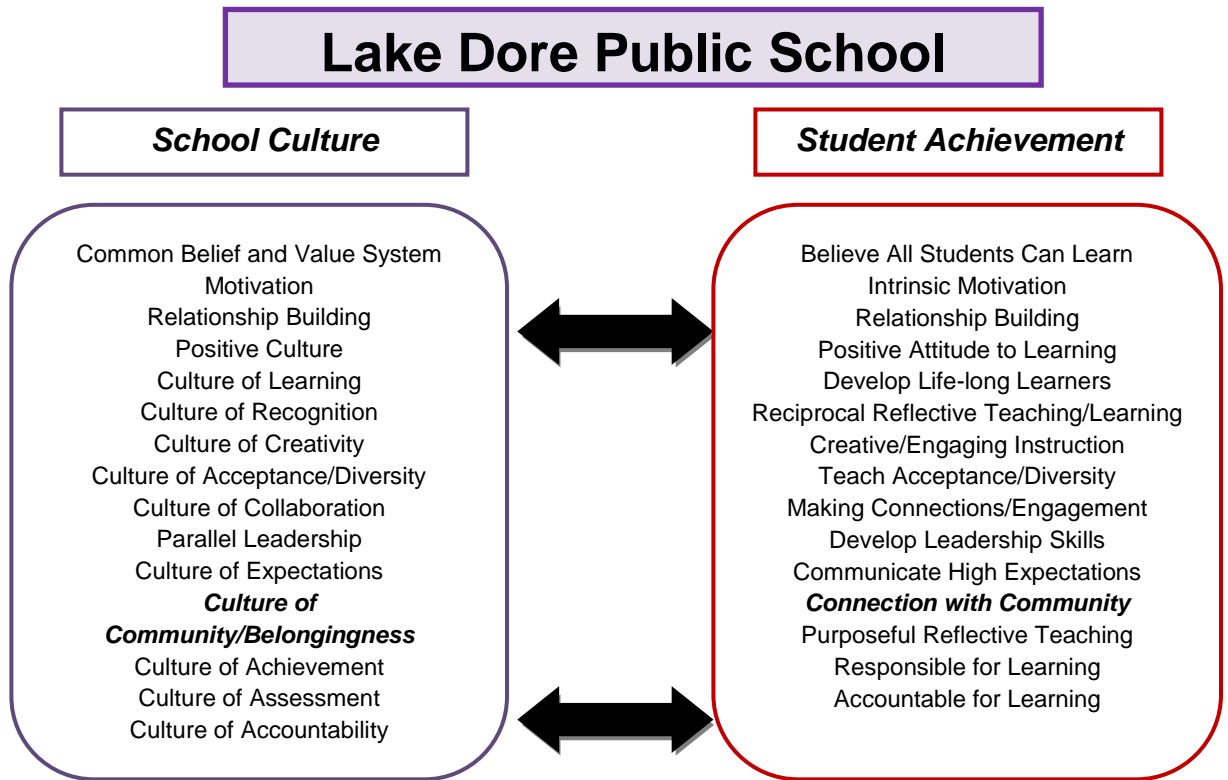 Lake Dore Public School
School Culture
Student Achievement
Common Belief and Value System
Motivation
Relationship Building
Positive Culture
Culture of Learning
Culture of Recognition
Culture of Creativity
Culture of Acceptance/Diversity
Culture of Collaboration
Parallel Leadership
Culture of Expectations
Culture of
Community/Belongingness
Culture of Achievement
Culture of Assessment
Culture of Accountability
Believe All Students Can Learn
Intrinsic Motivation
Relationship Building
Positive Attitude to Learning
Develop Life-long Learners
Reciprocal Reflective Teaching/Learning
Creative/Engaging Instruction
Teach Acceptance/Diversity
Making Connections/Engagement
Develop Leadership Skills
Communicate High Expectations
Connection with Community
Purposeful Reflective Teaching
Responsible for Learning
Accountable for Learning